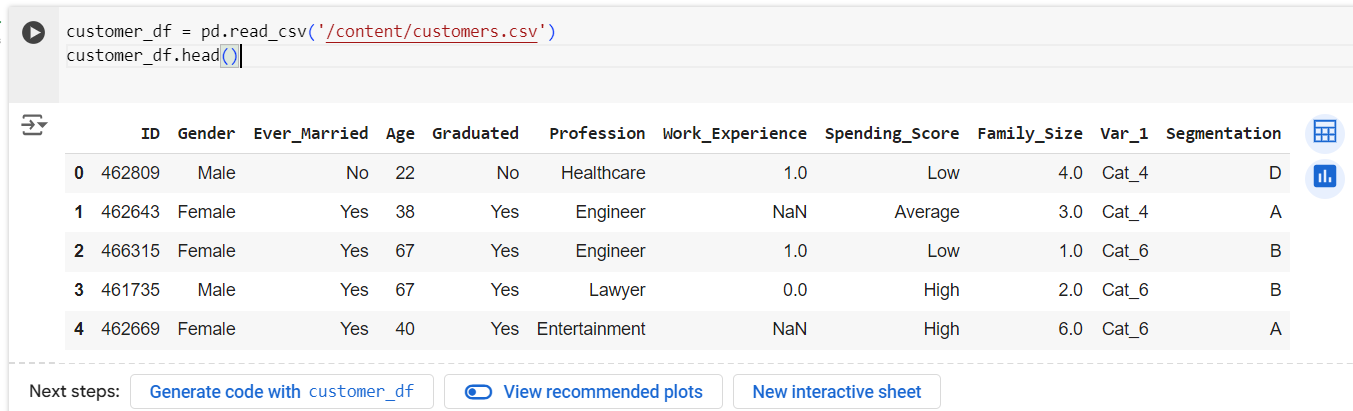 customer_df = pd.read_csv('/content/customers.csv')
customer_df.head()
ID Gender Ever_Married Age Graduated Profession Work_Experience Spending_Score Family_Size Var_1 Segmentation
0 462809 Male No 22 No Healthcare 1.0 Low 4.0 Cat_4 D
1 462643 Female Yes 38 Yes Engineer NaN Average 3.0 Cat_4 A
2 466315 Female Yes 67 Yes Engineer 1.0 Low 1.0 Cat_6 B
3 461735 Male Yes 67 Yes Lawyer 0.0 High 2.0 Cat_6 B
4 462669 Female Yes 40 Yes Entertainment NaN High 6.0 Cat_6 A
Next steps: Generate code with customer_df View recommended plots New interactive sheet